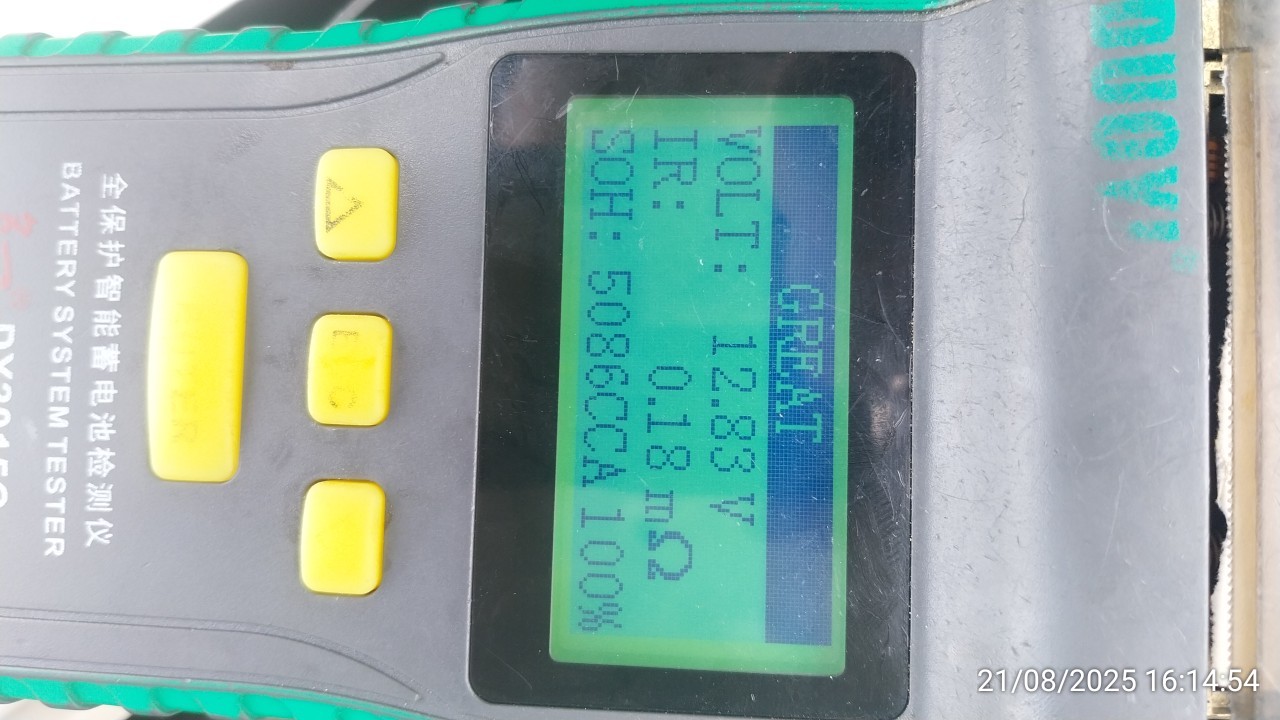 DUOYI®
GREAT
VOLT: 12.83 V
IR: 0.18 mΩ
SOH: 5086CCA 100%
全保护智能蓄电池检测仪
BATTERY SYSTEM TESTER
21/08/2025 16:14:54